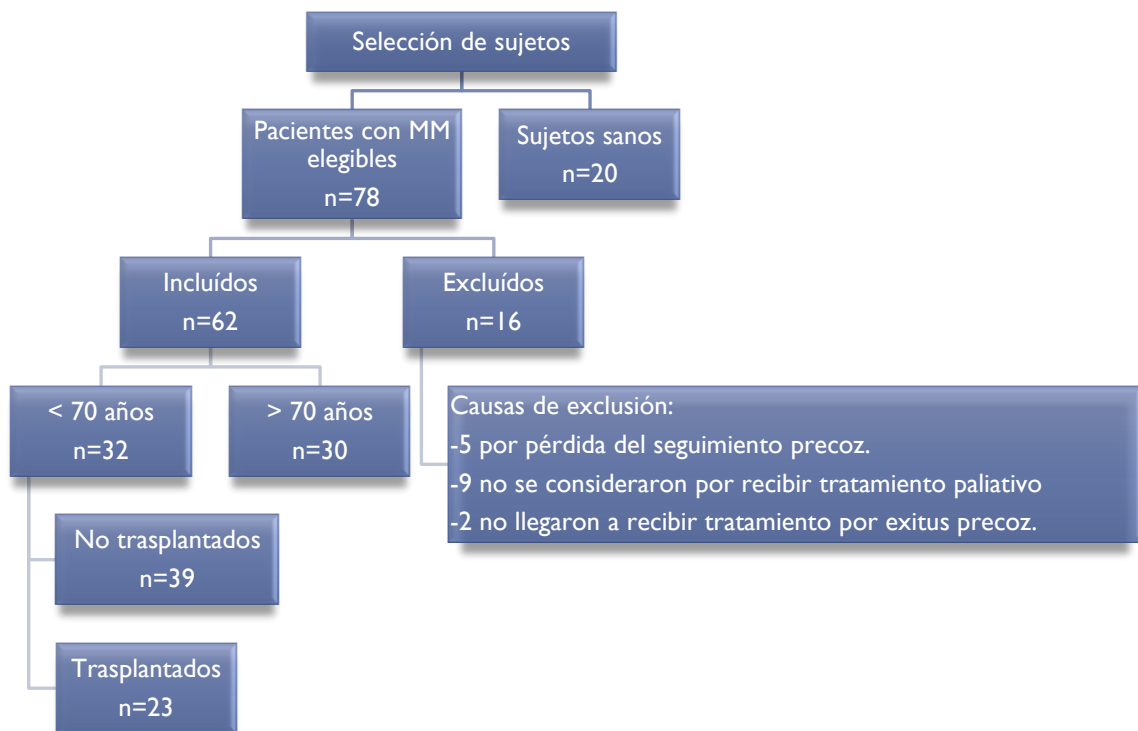 Selección de sujetos
Pacientes con MM
elegibles
n=78
Sujetos sanos
n=20
Incluídos
n=62
Excluídos
n=16
< 70 años
n=32
> 70 años
n=30
Causas de exclusión:
-5 por pérdida del seguimiento precoz.
-9 no se consideraron por recibir tratamiento paliativo
-2 no llegaron a recibir tratamiento por exitus precoz.
No trasplantados
n=39
Trasplantados
n=23